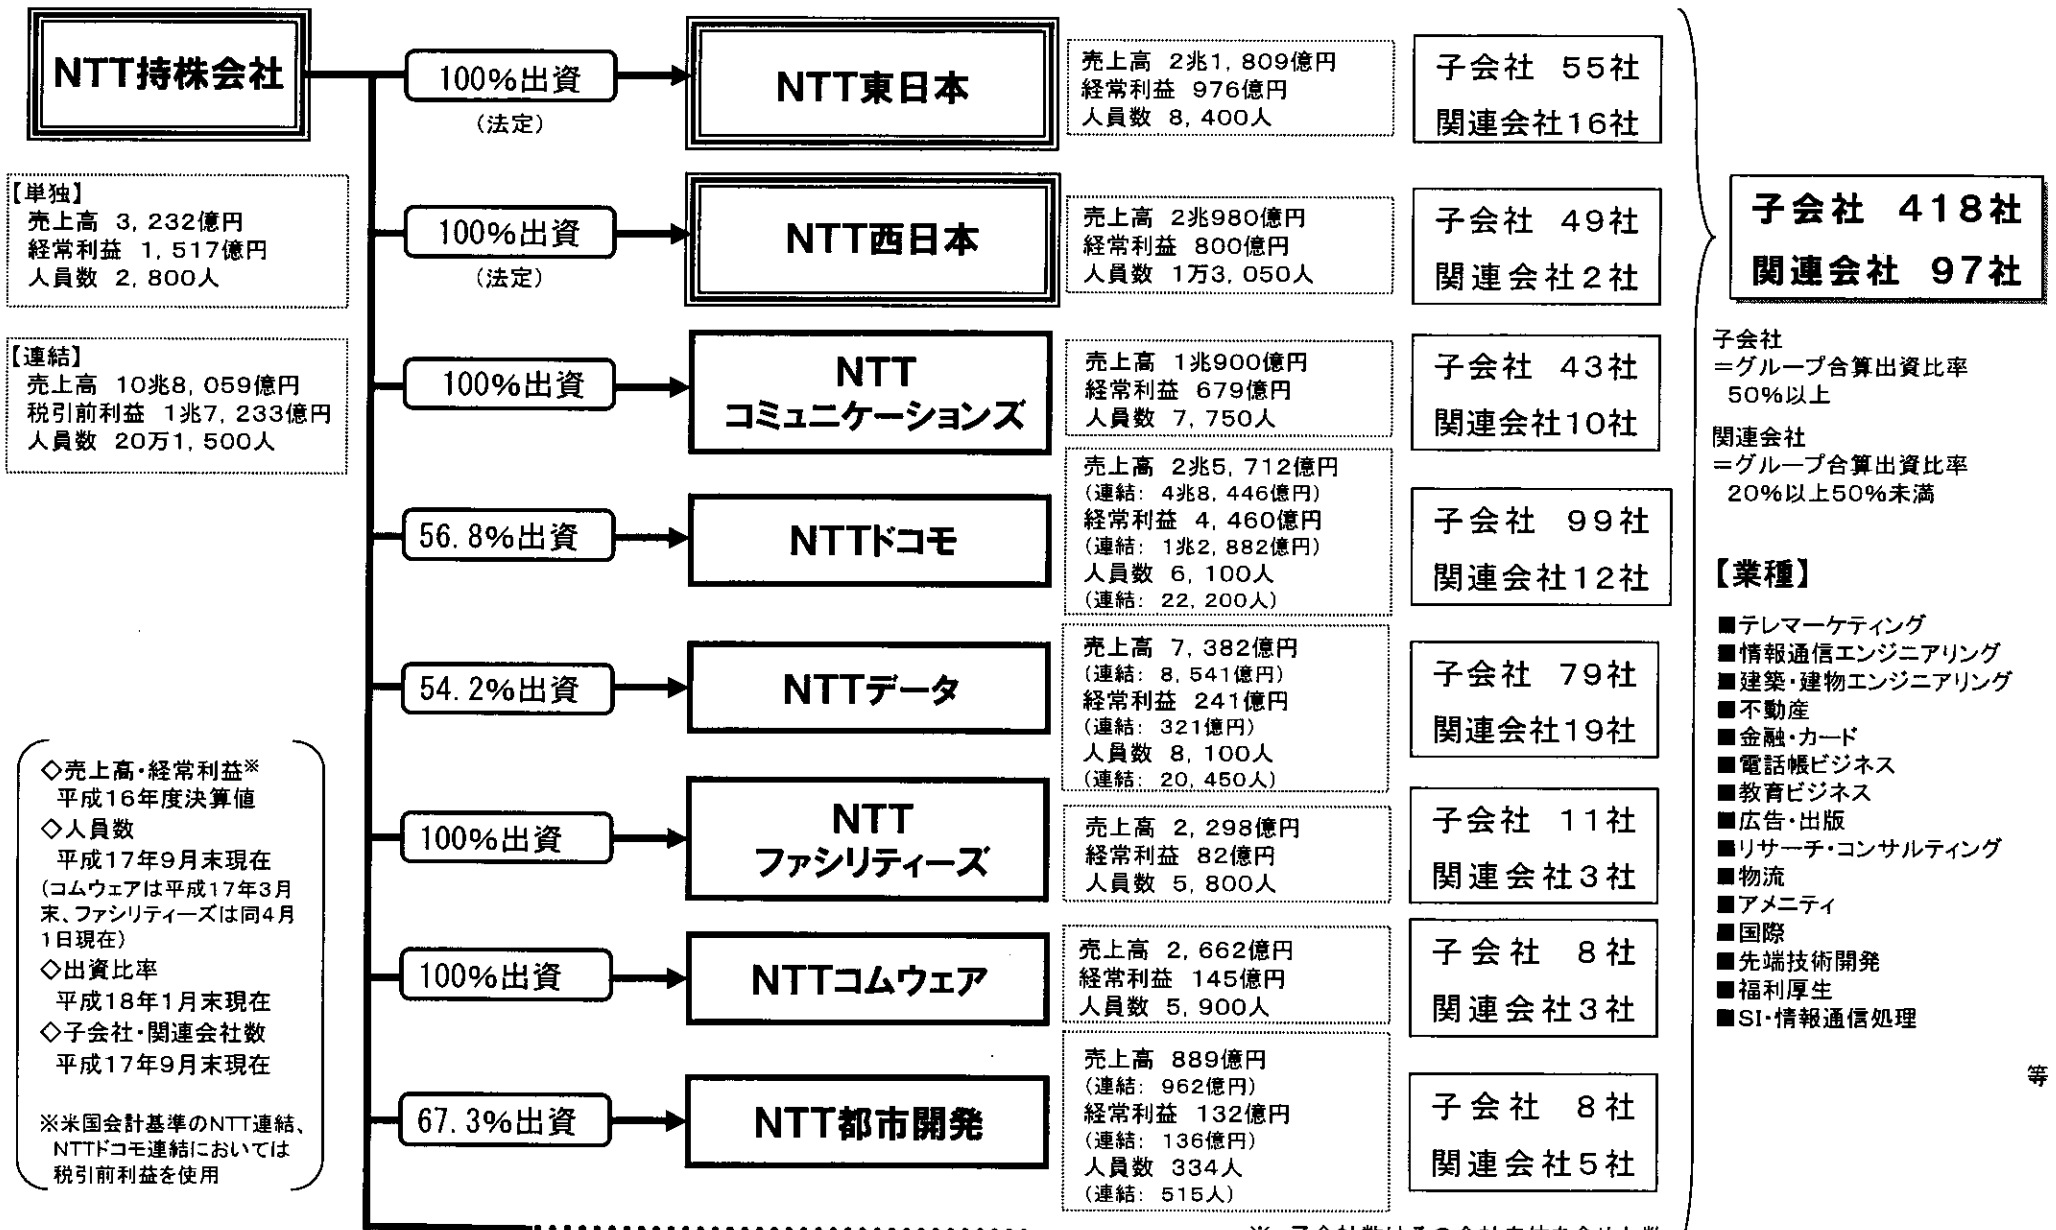 NTT持株会社
【単独】
売上高 3,232億円
経常利益 1,517億円
人員数 2,800人
【連結】
売上高 10兆8,059億円
税引前利益 1兆7,233億円
人員数 20万1,500人
100%出資
(法定)
NTT東日本
売上高 2兆1,809億円
経常利益 976億円
人員数 8,400人
子会社 55社
関連会社16社
100%出資
(法定)
NTT西日本
売上高 2兆980億円
経常利益 800億円
人員数 1万3,050人
子会社 49社
関連会社2社
100%出資
NTT
コミュニケーションズ
売上高 1兆900億円
経常利益 679億円
人員数 7,750人
子会社 43社
関連会社10社
56.8%出資
NTTドコモ
売上高 2兆5,712億円
(連結: 4兆8,446億円)
経常利益 4,460億円
(連結: 1兆2,882億円)
人員数 6,100人
(連結: 22,200人)
子会社 99社
関連会社12社
54.2%出資
NTTデータ
売上高 7,382億円
(連結: 8,541億円)
経常利益 241億円
(連結: 321億円)
人員数 8,100人
(連結: 20,450人)
子会社 79社
関連会社19社
100%出資
NTT
ファシリティーズ
売上高 2,298億円
経常利益 82億円
人員数 5,800人
子会社 11社
関連会社3社
100%出資
NTTコムウェア
売上高 2,662億円
経常利益 145億円
人員数 5,900人
子会社 8社
関連会社3社
67.3%出資
NTT都市開発
売上高 889億円
(連結: 962億円)
経常利益 132億円
(連結: 136億円)
人員数 334人
(連結: 515人)
子会社 8社
関連会社5社
◇売上高・経常利益※
平成16年度決算値
◇人員数
平成17年9月末現在
(コムウェアは平成17年3月
末、ファシリティーズは同4月
1日現在)
◇出資比率
平成18年1月末現在
◇子会社・関連会社数
平成17年9月末現在
※米国会計基準のNTT連結、
NTTドコモ連結においては
税引前利益を使用
子会社 418社
関連会社 97社
子会社
=グループ合算出資比率
50%以上
関連会社
=グループ合算出資比率
20%以上50%未満
【業種】
■テレマーケティング
■情報通信エンジニアリング
■建築・建物エンジニアリング
■不動産
■金融・カード
■電話帳ビジネス
■教育ビジネス
■広告・出版
■リサーチ・コンサルティング
■物流
■アメニティ
■国際
■先端技術開発
■福利厚生
■SI・情報通信処理
等